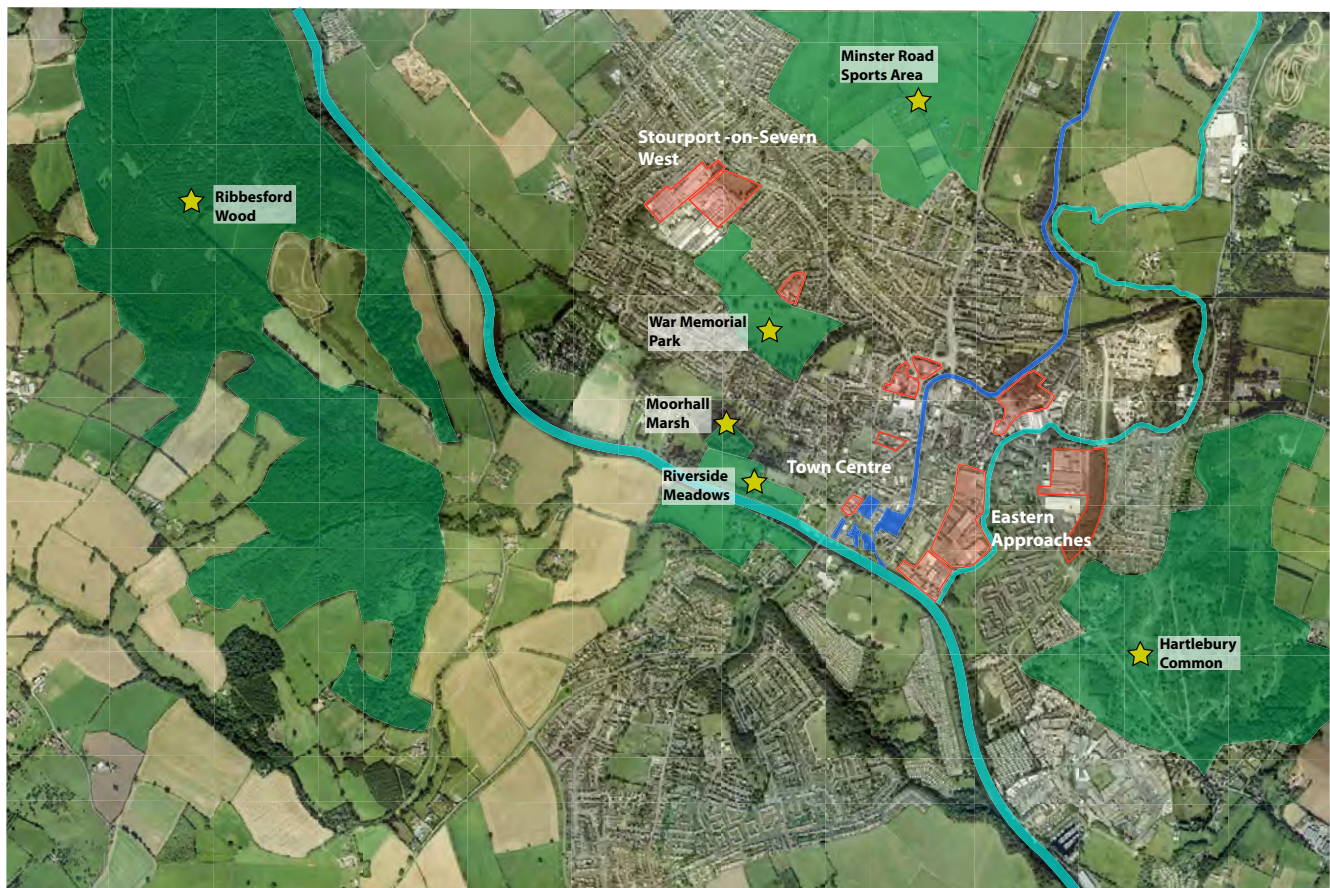 Minster Road
Sports Area
Stourport -on-Severn
West
Ribbesford
Wood
War Memorial
Park
Moorhall
Marsh
Town Centre
Riverside
Meadows
Eastern
Approaches
Hartlebury
Common